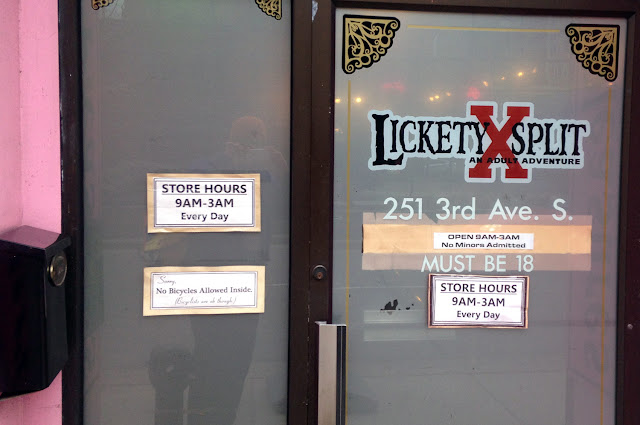 STORE HOURS
9AM-3AM
Every Day
Sorry,
No Bicycles Allowed Inside.
(Bicyclists are ok though)
LICKETY X SPLIT
AN ADULT ADVENTURE
251 3rd Ave. S.
OPEN 9AM-3AM
No Minors Admitted
MUST BE 18
STORE HOURS
9AM-3AM
Every Day